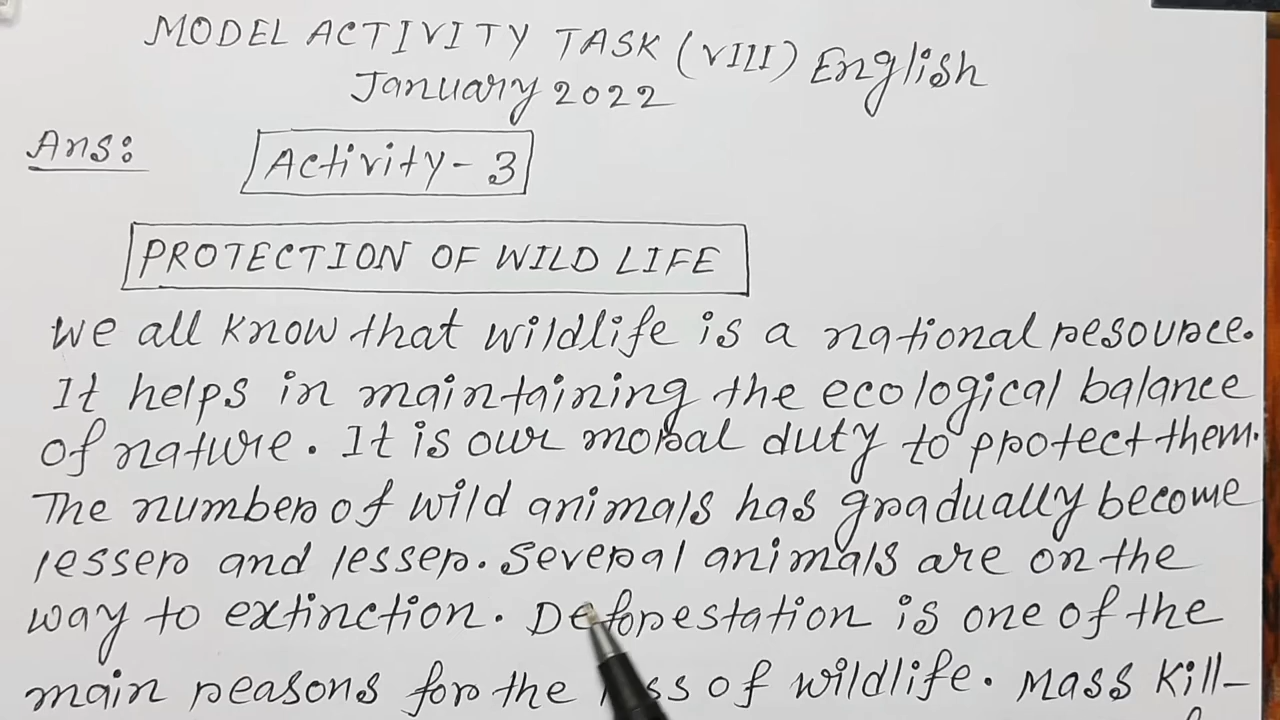 MODEL ACTIVITY TASK (VIII) English
January 2022
Ans:
Activity-3
PROTECTION OF WILD LIFE
We all know that wildlife is a national resource.
It helps in maintaining the ecological balance
of nature. It is our moral duty to protect them.
The number of wild animals has gradually become
lesser and lesser. Several animals are on the
way to extinction. Deforestation is one of the
main reasons for the loss of wildlife. Mass Kill-